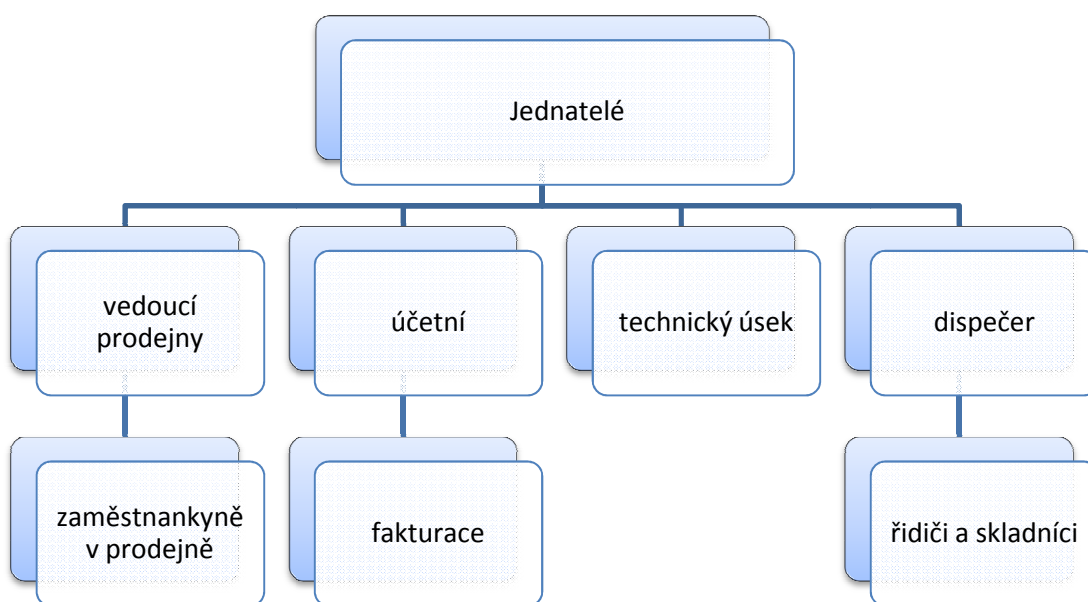 Jednatelé
vedoucí
prodejny
účetní
technický úsek
dispečer
zaměstnankyně
v prodejně
fakturace
řidiči a skladníci